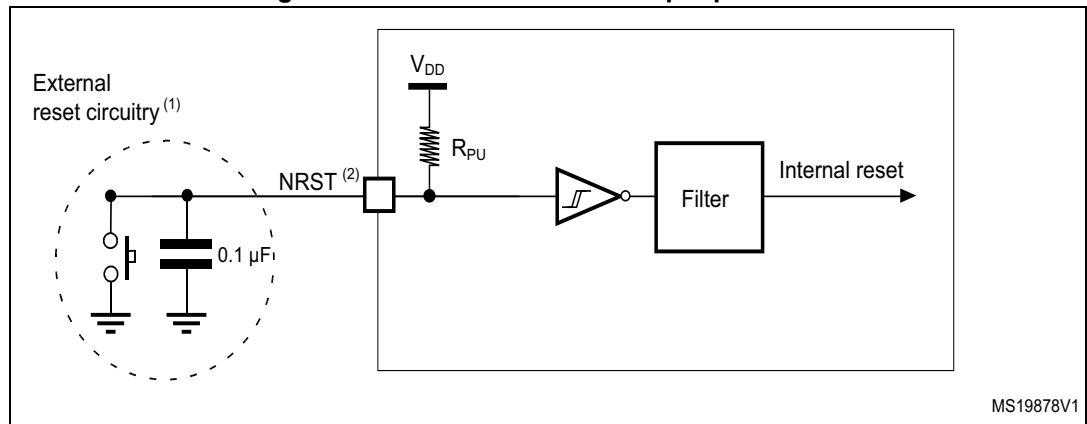 External
reset circuitry (1)
VDD
RPU
NRST (2)
0.1 µF
Filter
Internal reset
MS19878V1